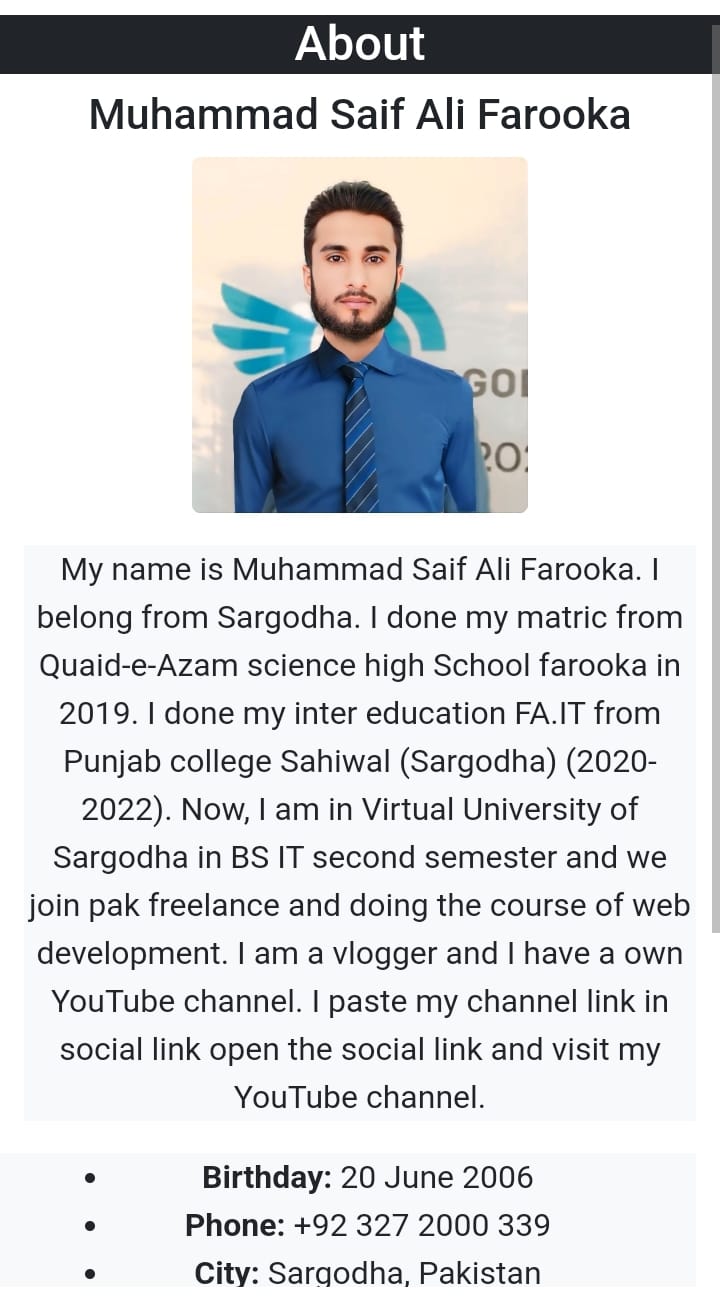 About
Muhammad Saif Ali Farooka
GO
202
My name is Muhammad Saif Ali Farooka. I
belong from Sargodha. I done my matric from
Quaid-e-Azam science high School farooka in
2019. I done my inter education FA.IT from
Punjab college Sahiwal (Sargodha) (2020-
2022). Now, I am in Virtual University of
Sargodha in BS IT second semester and we
join pak freelance and doing the course of web
development. I am a vlogger and I have a own
YouTube channel. I paste my channel link in
social link open the social link and visit my
YouTube channel.
• Birthday: 20 June 2006
• Phone: +92 327 2000 339
• City: Sargodha, Pakistan